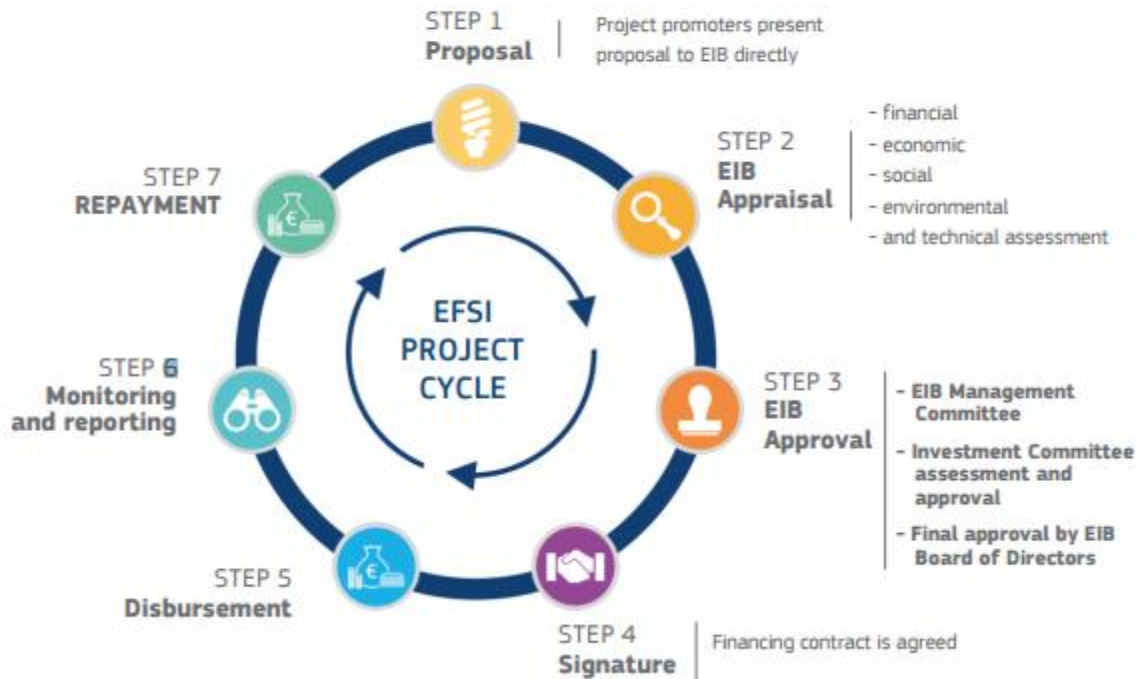 STEP 1
Proposal
Project promoters present
proposal to EIB directly
STEP 2
EIB
Appraisal
- financial
- economic
- social
- environmental
- and technical assessment
STEP 3
EIB
Approval
- EIB Management
Committee
- Investment Committee
assessment and
approval
- Final approval by EIB
Board of Directors
STEP 4
Signature
Financing contract is agreed
STEP 5
Disbursement
STEP 6
Monitoring
and reporting
STEP 7
REPAYMENT
EFSI
PROJECT
CYCLE
€
€